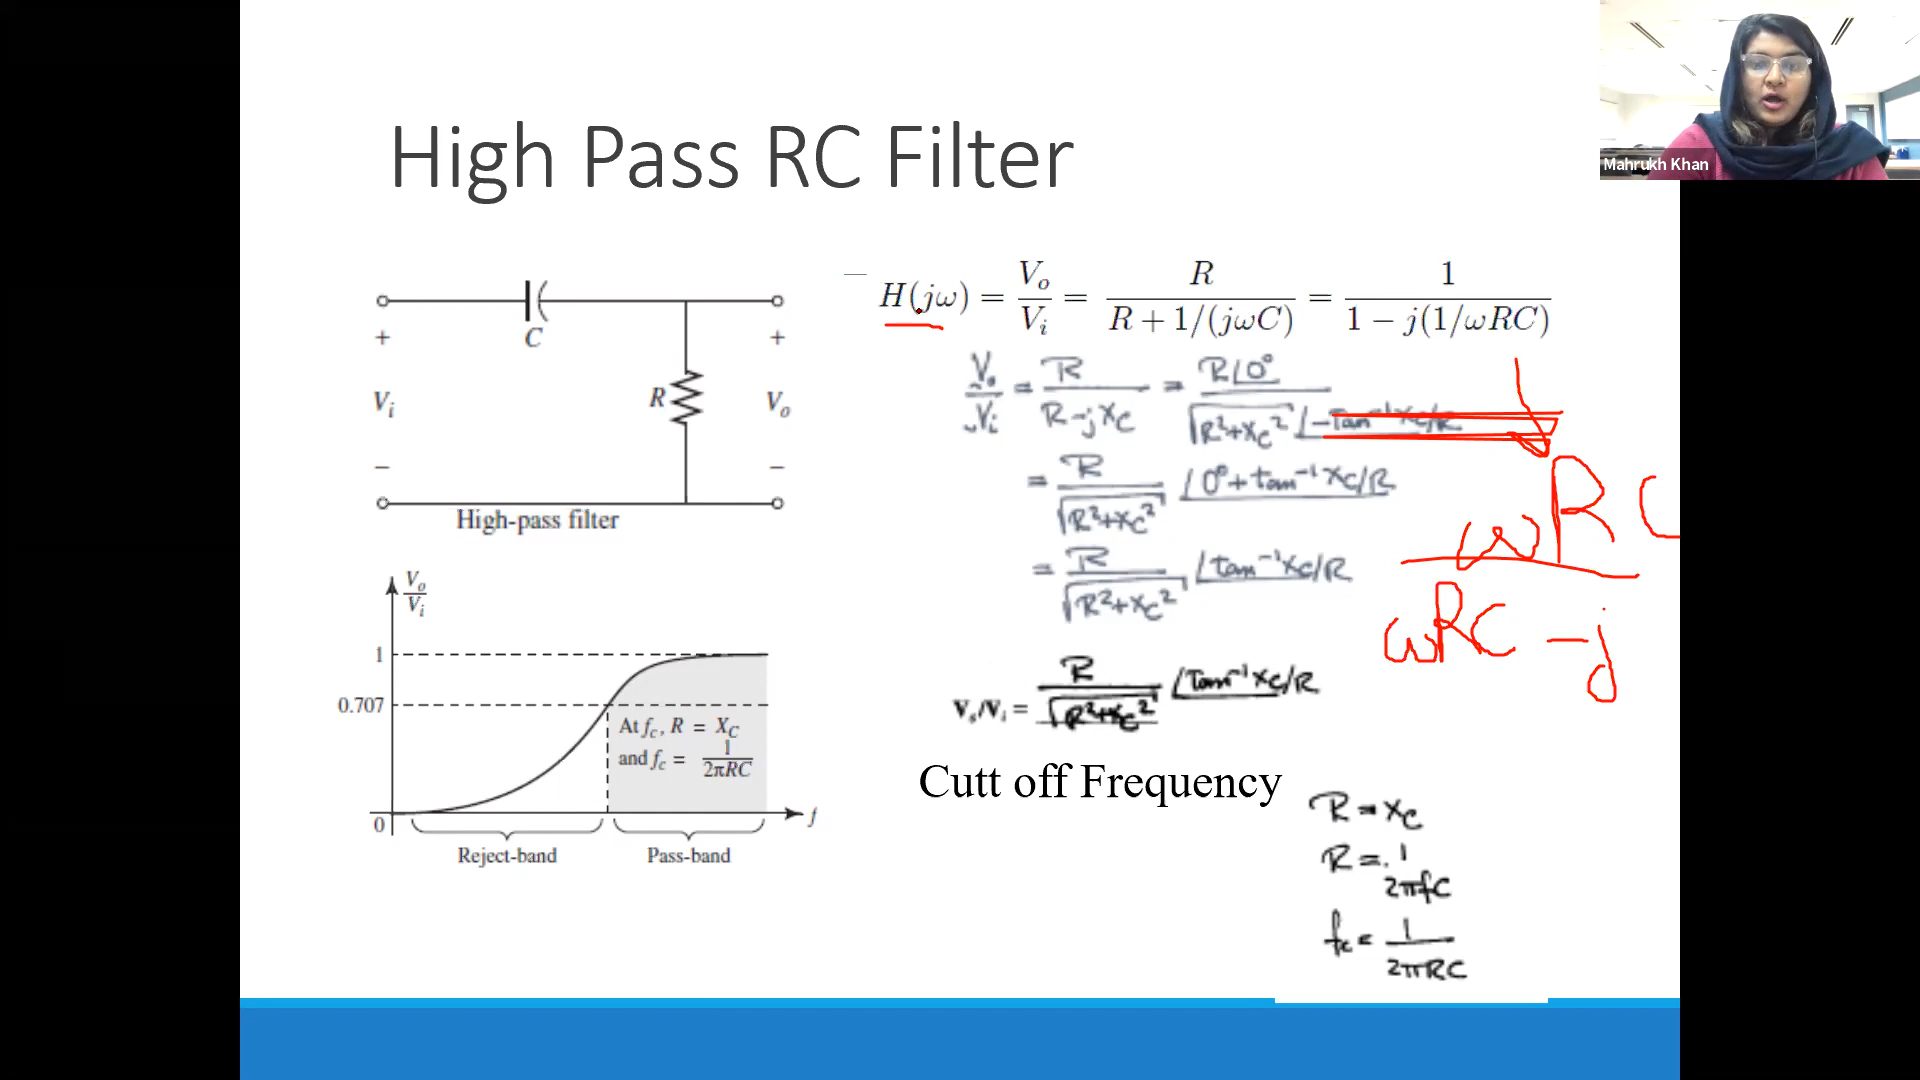 Mahrukh Khan
High Pass RC Filter
H(jω) = Vo/Vi = R/(R + 1/(jωC)) = 1/(1 − j(1/ωRC))
Vo/Vi = R/(R-jXC) = R∠0°/(√(R²+XC²) ∠-Tan⁻¹XC/R)
= R/√(R²+XC²) ∠0°+tan⁻¹XC/R
= R/√(R²+XC²) ∠tan⁻¹XC/R
Vo/Vi = R/√(R²+XC²) ∠Tan⁻¹XC/R
ωRC
ωRC − j
C
+ +
Vi R Vo
− −
High-pass filter
Vo/Vi
1
0.707
At fc, R = XC
and fc = 1/2πRC
0
f
Reject-band Pass-band
Cutt off Frequency
R = XC
R = 1/2πfC
fc = 1/2πRC